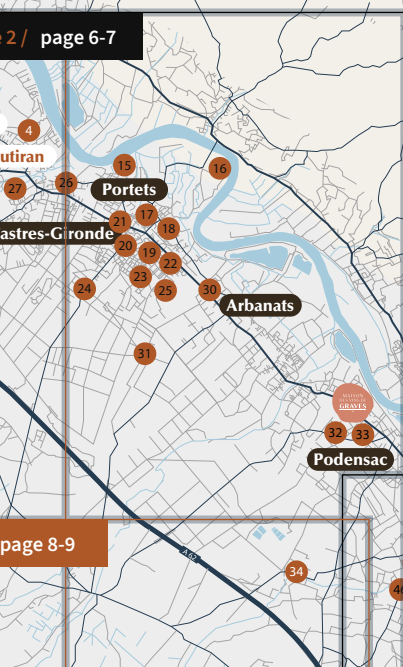 2 / page 6-7
4
utiran
15
16
27
26
Portets
21
17
18
astres-Gironde
20
19
22
23
24
25
30
Arbanats
31
MAISON
DES VINS DE
GRAVES
32
33
Podensac
page 8-9
A 62
34